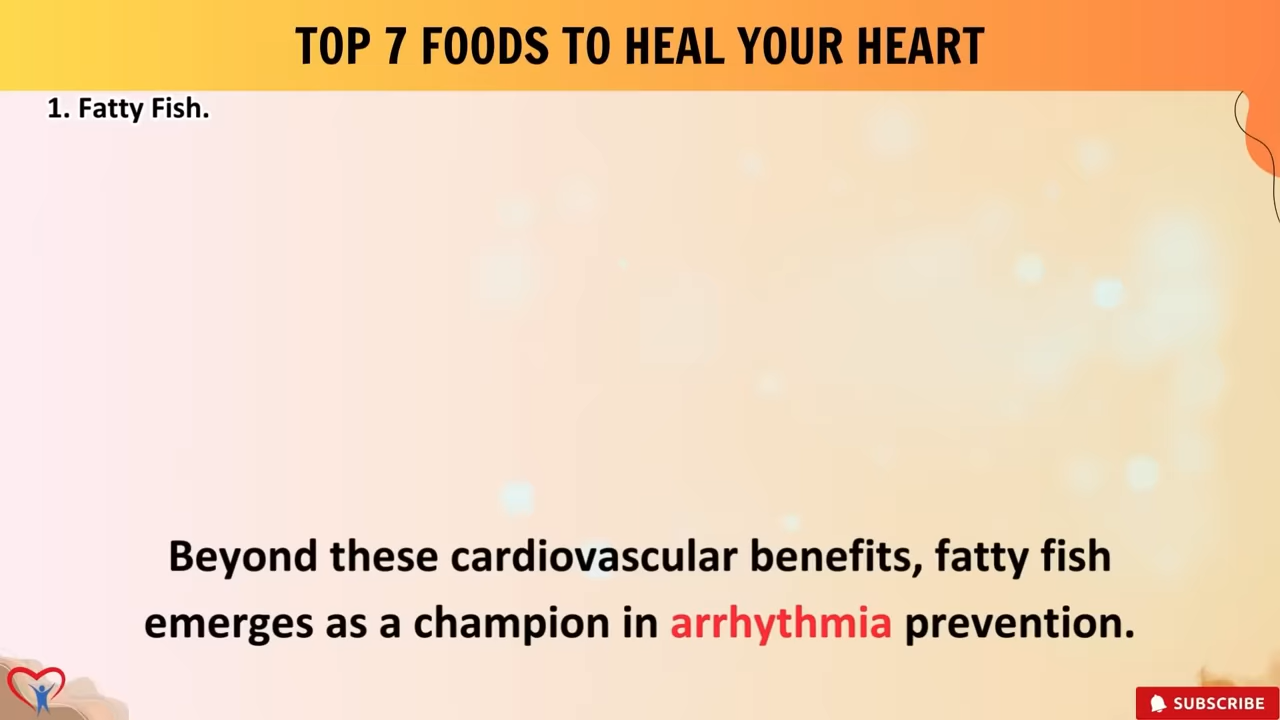 TOP 7 FOODS TO HEAL YOUR HEART
1. Fatty Fish.
Beyond these cardiovascular benefits, fatty fish
emerges as a champion in arrhythmia prevention.
SUBSCRIBE